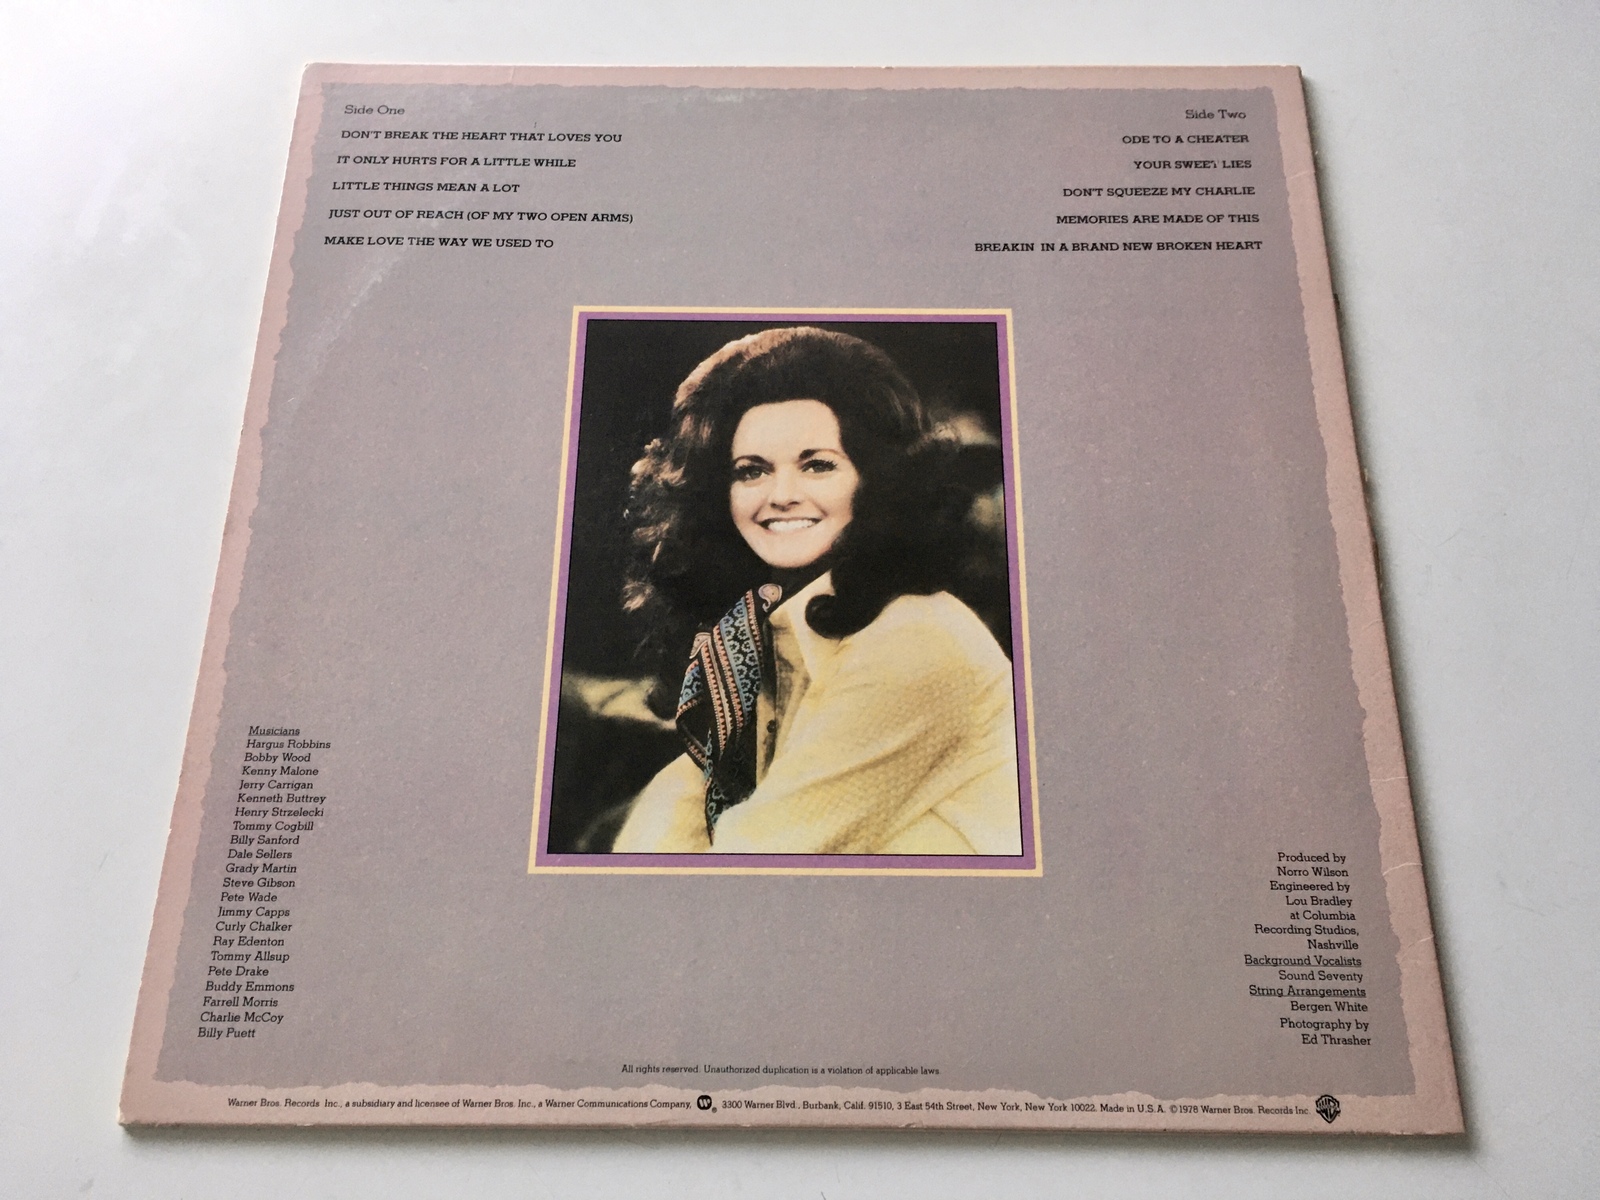 Side One
DON'T BREAK THE HEART THAT LOVES YOU
IT ONLY HURTS FOR A LITTLE WHILE
LITTLE THINGS MEAN A LOT
JUST OUT OF REACH (OF MY TWO OPEN ARMS)
MAKE LOVE THE WAY WE USED TO
Side Two
ODE TO A CHEATER
YOUR SWEET LIES
DON'T SQUEEZE MY CHARLIE
MEMORIES ARE MADE OF THIS
BREAKIN IN A BRAND NEW BROKEN HEART
Musicians
Hargus Robbins
Bobby Wood
Kenny Malone
Jerry Carrigan
Kenneth Buttrey
Henry Strzelecki
Tommy Cogbill
Billy Sanford
Dale Sellers
Grady Martin
Steve Gibson
Pete Wade
Jimmy Capps
Curly Chalker
Ray Edenton
Tommy Allsup
Pete Drake
Buddy Emmons
Farrell Morris
Charlie McCoy
Billy Puett
Produced by
Norro Wilson
Engineered by
Lou Bradley
at Columbia
Recording Studios,
Nashville
Background Vocalists
Sound Seventy
String Arrangements
Bergen White
Photography by
Ed Thrasher
All rights reserved. Unauthorized duplication is a violation of applicable laws.
Warner Bros. Records Inc., a subsidiary and licensee of Warner Bros. Inc., a Warner Communications Company, W ®, 3300 Warner Blvd., Burbank, Calif. 91510, 3 East 54th Street, New York, New York 10022. Made in U.S.A. ©1978 Warner Bros. Records Inc. WB